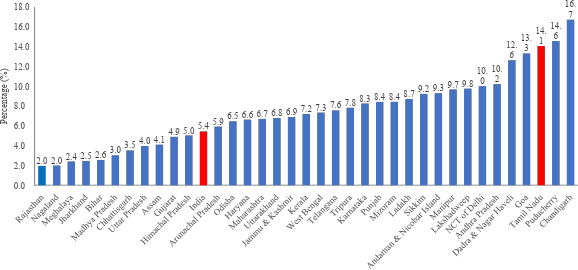 18.0
16.0
14.0
12.0
10.0
8.0
6.0
4.0
2.0
0.0
Percentage (%)
2.0 2.0 2.4 2.5 2.6 3.0 3.5 4.0 4.1 4.9 5.0 5.4 5.9 6.5 6.6 6.7 6.8 6.9 7.2 7.3 7.6 7.8 8.3 8.4 8.4 8.7 9.2 9.3 9.7 9.8 10.0 10.2 12.6 13.3 14.1 14.6 16.7
Rajasthan
Nagaland
Meghalaya
Jharkhand
Bihar
Madhya Pradesh
Chhattisgarh
Uttar Pradesh
Assam
Gujarat
Himachal Pradesh
India
Arunachal Pradesh
Odisha
Haryana
Maharashtra
Uttarakhand
Jammu & Kashmir
Kerala
West Bengal
Telangana
Tripura
Karnataka
Punjab
Mizoram
Ladakh
Sikkim
Andaman & Nicobar Island
Manipur
Lakshadweep
NCT of Delhi
Andhra Pradesh
Dadra & Nagar Haveli
Goa
Tamil Nadu
Puducherry
Chandigarh